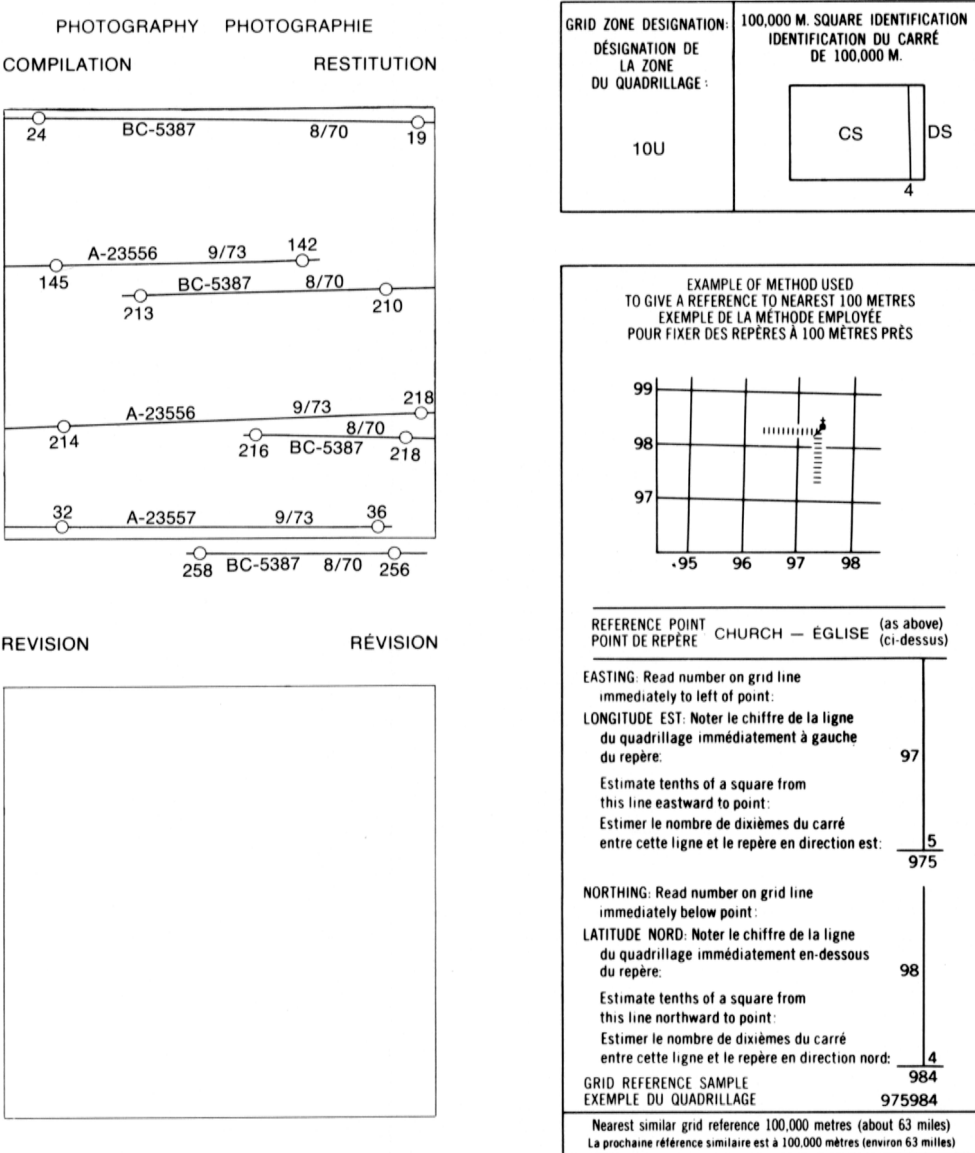 PHOTOGRAPHY PHOTOGRAPHIE
COMPILATION RESTITUTION
24 BC-5387 8/70 19
A-23556 9/73 142
145
BC-5387 8/70
213 210
A-23556 9/73 218
214
8/70
216 BC-5387 218
32 A-23557 9/73 36
258 BC-5387 8/70 256
REVISION RÉVISION
GRID ZONE DESIGNATION:
DÉSIGNATION DE
LA ZONE
DU QUADRILLAGE :
10U
100,000 M. SQUARE IDENTIFICATION
IDENTIFICATION DU CARRÉ
DE 100,000 M.
CS DS
4
EXAMPLE OF METHOD USED
TO GIVE A REFERENCE TO NEAREST 100 METRES
EXEMPLE DE LA MÉTHODE EMPLOYÉE
POUR FIXER DES REPÈRES À 100 MÈTRES PRÈS
99
98
97
95 96 97 98
REFERENCE POINT
POINT DE REPÈRE
CHURCH — ÉGLISE
(as above)
(ci-dessus)
EASTING: Read number on grid line
immediately to left of point:
LONGITUDE EST: Noter le chiffre de la ligne
du quadrillage immédiatement à gauche
du repère: 97
Estimate tenths of a square from
this line eastward to point:
Estimer le nombre de dixièmes du carré
entre cette ligne et le repère en direction est: 5
975
NORTHING: Read number on grid line
immediately below point:
LATITUDE NORD: Noter le chiffre de la ligne
du quadrillage immédiatement en-dessous
du repère: 98
Estimate tenths of a square from
this line northward to point:
Estimer le nombre de dixièmes du carré
entre cette ligne et le repère en direction nord: 4
984
GRID REFERENCE SAMPLE
EXEMPLE DU QUADRILLAGE 975984
Nearest similar grid reference 100,000 metres (about 63 miles)
La prochaine référence similaire est à 100,000 mètres (environ 63 milles)